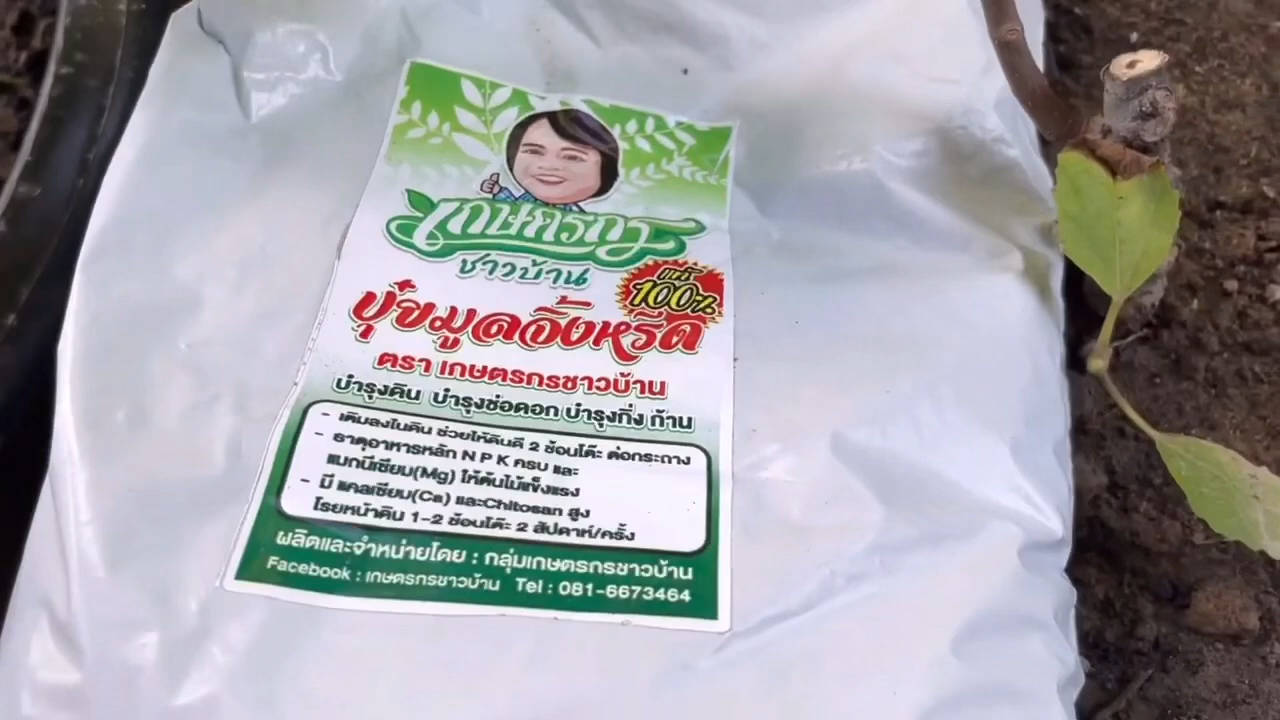 เกษตรกร
ชาวบ้าน
แท้
100%
ปุ๋ยมูลจิ้งหรีด
ตรา เกษตรกรชาวบ้าน
บำรุงดิน บำรุงช่อดอก บำรุงกิ่ง ก้าน
- เติมลงในดิน ช่วยให้ดินดี 2 ช้อนโต๊ะ ต่อกระถาง
- ธาตุอาหารหลัก N P K ครบ และ
แมกนีเซียม(Mg) ให้ต้นไม้แข็งแรง
- มี แคลเซียม(Ca) และChitosan สูง
โรยหน้าดิน 1-2 ช้อนโต๊ะ 2 สัปดาห์/ครั้ง
ผลิตและจำหน่ายโดย : กลุ่มเกษตรกรชาวบ้าน
Facebook : เกษตรกรชาวบ้าน Tel : 081-6673464